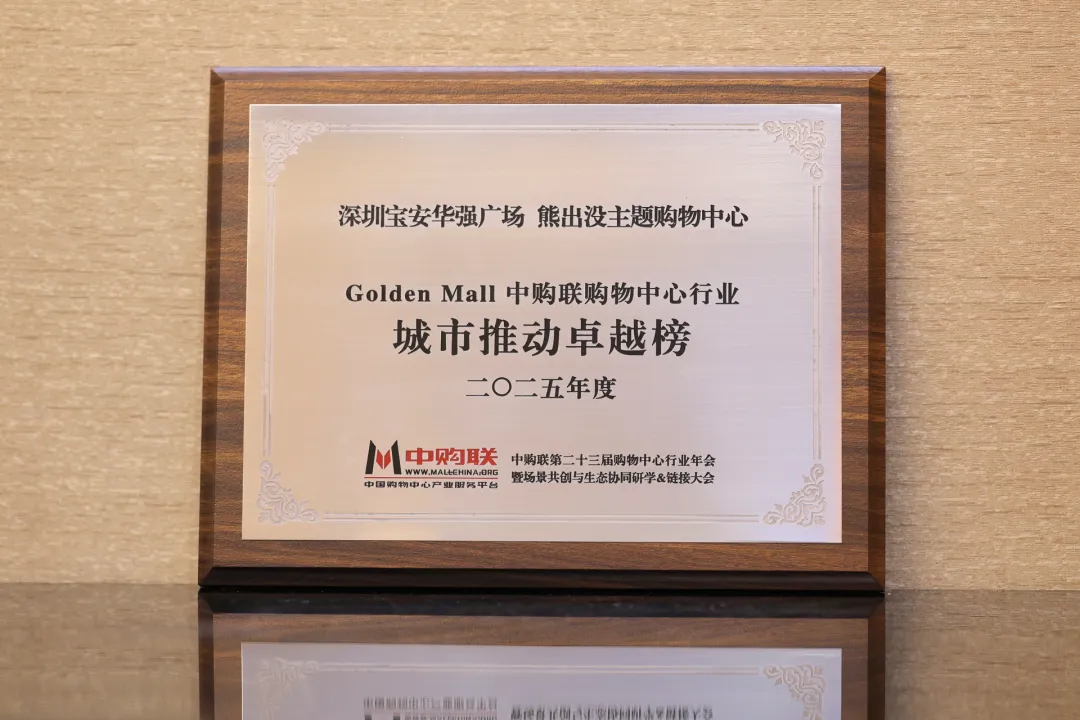 深圳宝安华强广场 熊出没主题购物中心
Golden Mall 中购联购物中心行业
城市推动卓越榜
二〇二五年度
中购联
WWW.MALLCHINA.ORG
中国购物中心产业服务平台
中购联第二十三届购物中心行业年会
暨场景共创与生态协同研学&链接大会